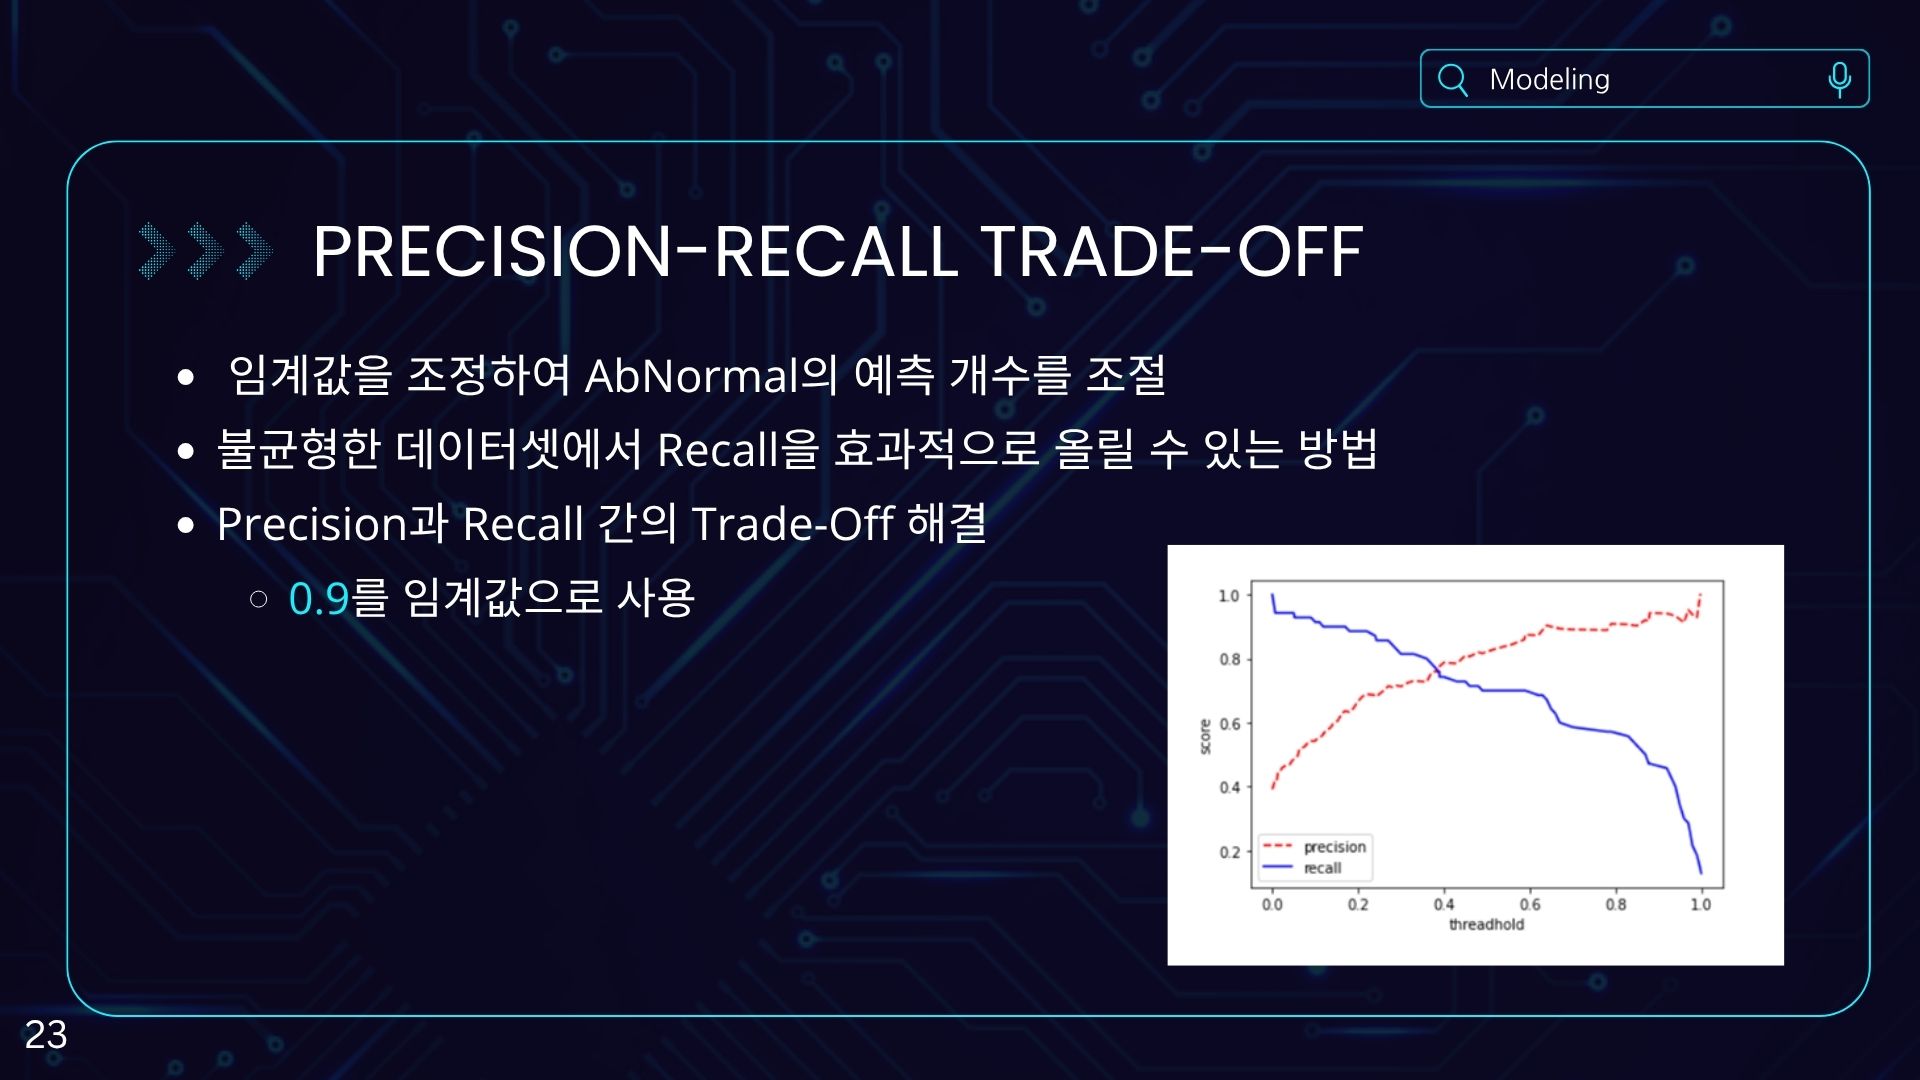 Modeling
PRECISION-RECALL TRADE-OFF
임계값을 조정하여 AbNormal의 예측 개수를 조절
불균형한 데이터셋에서 Recall을 효과적으로 올릴 수 있는 방법
Precision과 Recall 간의 Trade-Off 해결
0.9를 임계값으로 사용
1.0
0.8
0.6
0.4
0.2
score
precision
recall
0.0 0.2 0.4 0.6 0.8 1.0
threadhold
23